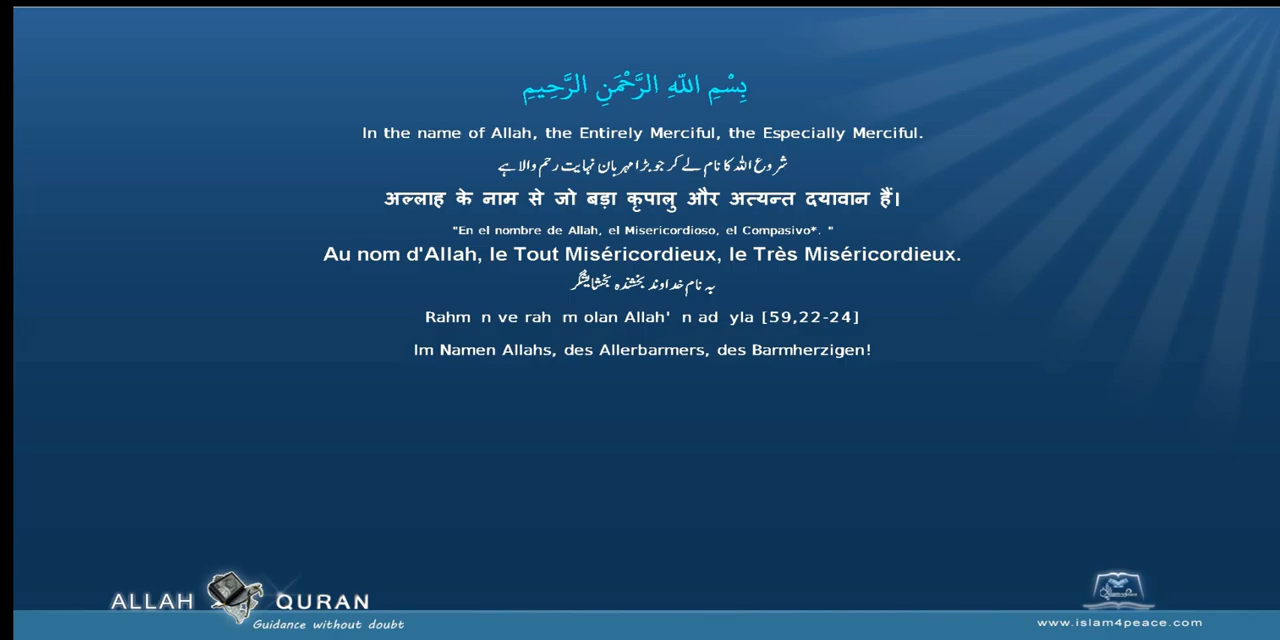 بِسْمِ اللَّهِ الرَّحْمَنِ الرَّحِيمِ
In the name of Allah, the Entirely Merciful, the Especially Merciful.
شروع اللہ کا نام لے کر جو بڑا مہربان نہایت رحم والا ہے
अल्लाह के नाम से जो बड़ा कृपालु और अत्यन्त दयावान हैं।
"En el nombre de Allah, el Misericordioso, el Compasivo*. "
Au nom d'Allah, le Tout Miséricordieux, le Très Miséricordieux.
به نام خداوند بخشنده بخشایشگر
Rahm n ve rah m olan Allah' n ad yla [59,22-24]
Im Namen Allahs, des Allerbarmers, des Barmherzigen!
ALLAH QURAN
Guidance without doubt
www.islam4peace.com